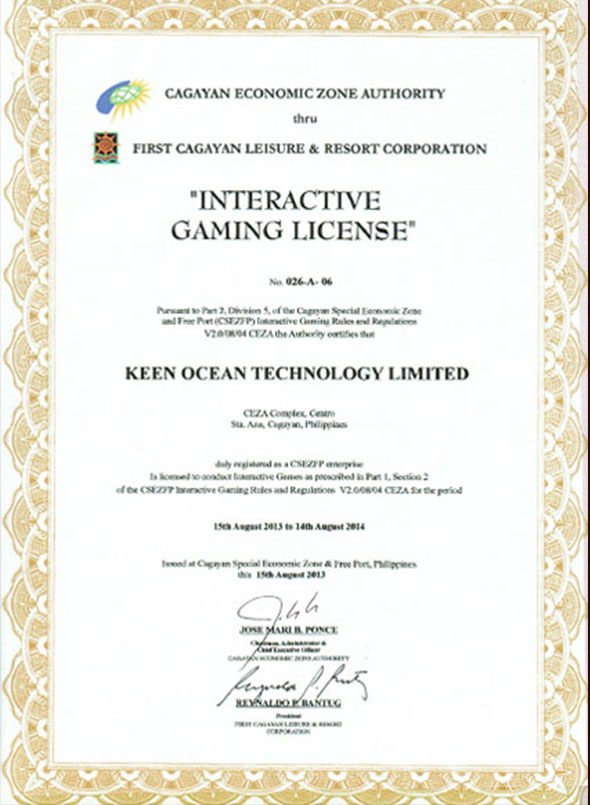 CAGAYAN ECONOMIC ZONE AUTHORITY
thru
FIRST CAGAYAN LEISURE & RESORT CORPORATION
"INTERACTIVE
GAMING LICENSE"
No. 026-A- 06
Pursuant to Part 2, Division 5, of the Cagayan Special Economic Zone
and Free Port (CSEZFP) Interactive Gaming Rules and Regulations
V2.0/08/04 CEZA the Authority certifies that
KEEN OCEAN TECHNOLOGY LIMITED
CEZA Complex, Centro
Sta. Ana, Cagayan, Philippines
duly registered as a CSEZFP enterprise
Is licensed to conduct Interactive Games as prescribed in Part 1, Section 2
of the CSEZFP Interactive Gaming Rules and Regulations V2.0/08/04 CEZA for the period
15th August 2013 to 14th August 2014
Issued at Cagayan Special Economic Zone & Free Port, Philippines
this 15th August 2013
JOSE MARI B. PONCE
Chairman, Administrator &
Chief Executive Officer
CAGAYAN ECONOMIC ZONE AUTHORITY
REYNALDO P. BANTUG
President
FIRST CAGAYAN LEISURE & RESORT
CORPORATION